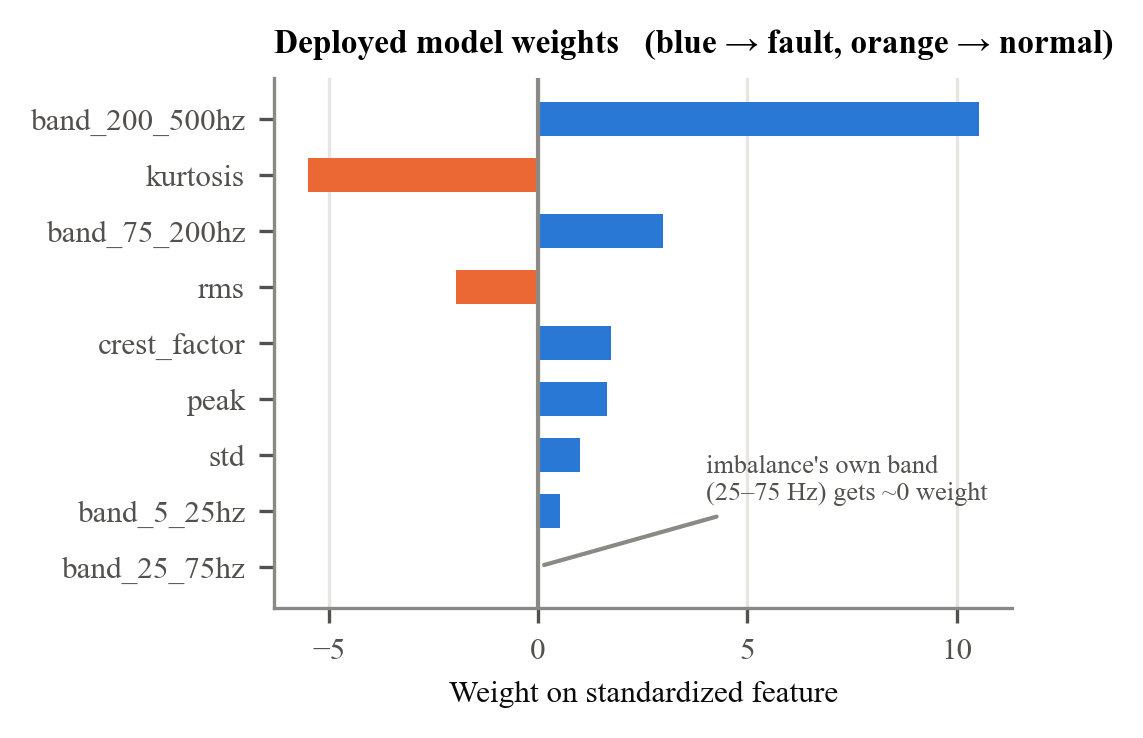 Deployed model weights (blue → fault, orange → normal)
band_200_500hz
kurtosis
band_75_200hz
rms
crest_factor
peak
std
band_5_25hz
band_25_75hz
imbalance's own band
(25–75 Hz) gets ~0 weight
−5 0 5 10
Weight on standardized feature